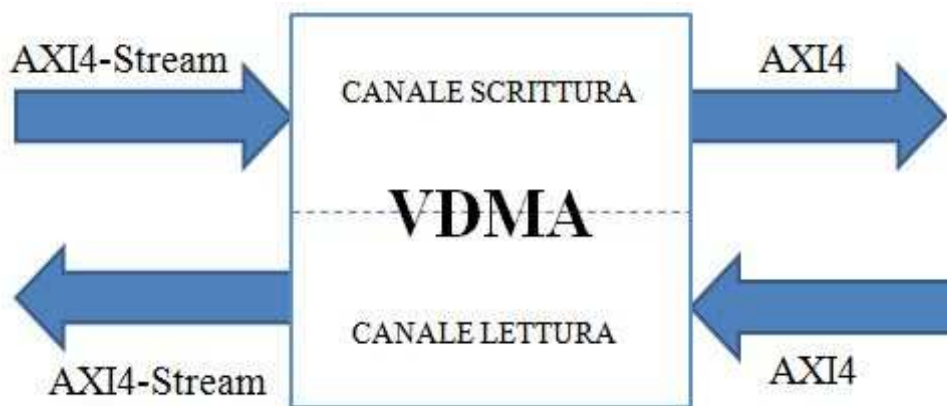 AXI4-Stream
AXI4
CANALE SCRITTURA
VDMA
CANALE LETTURA
AXI4-Stream
AXI4